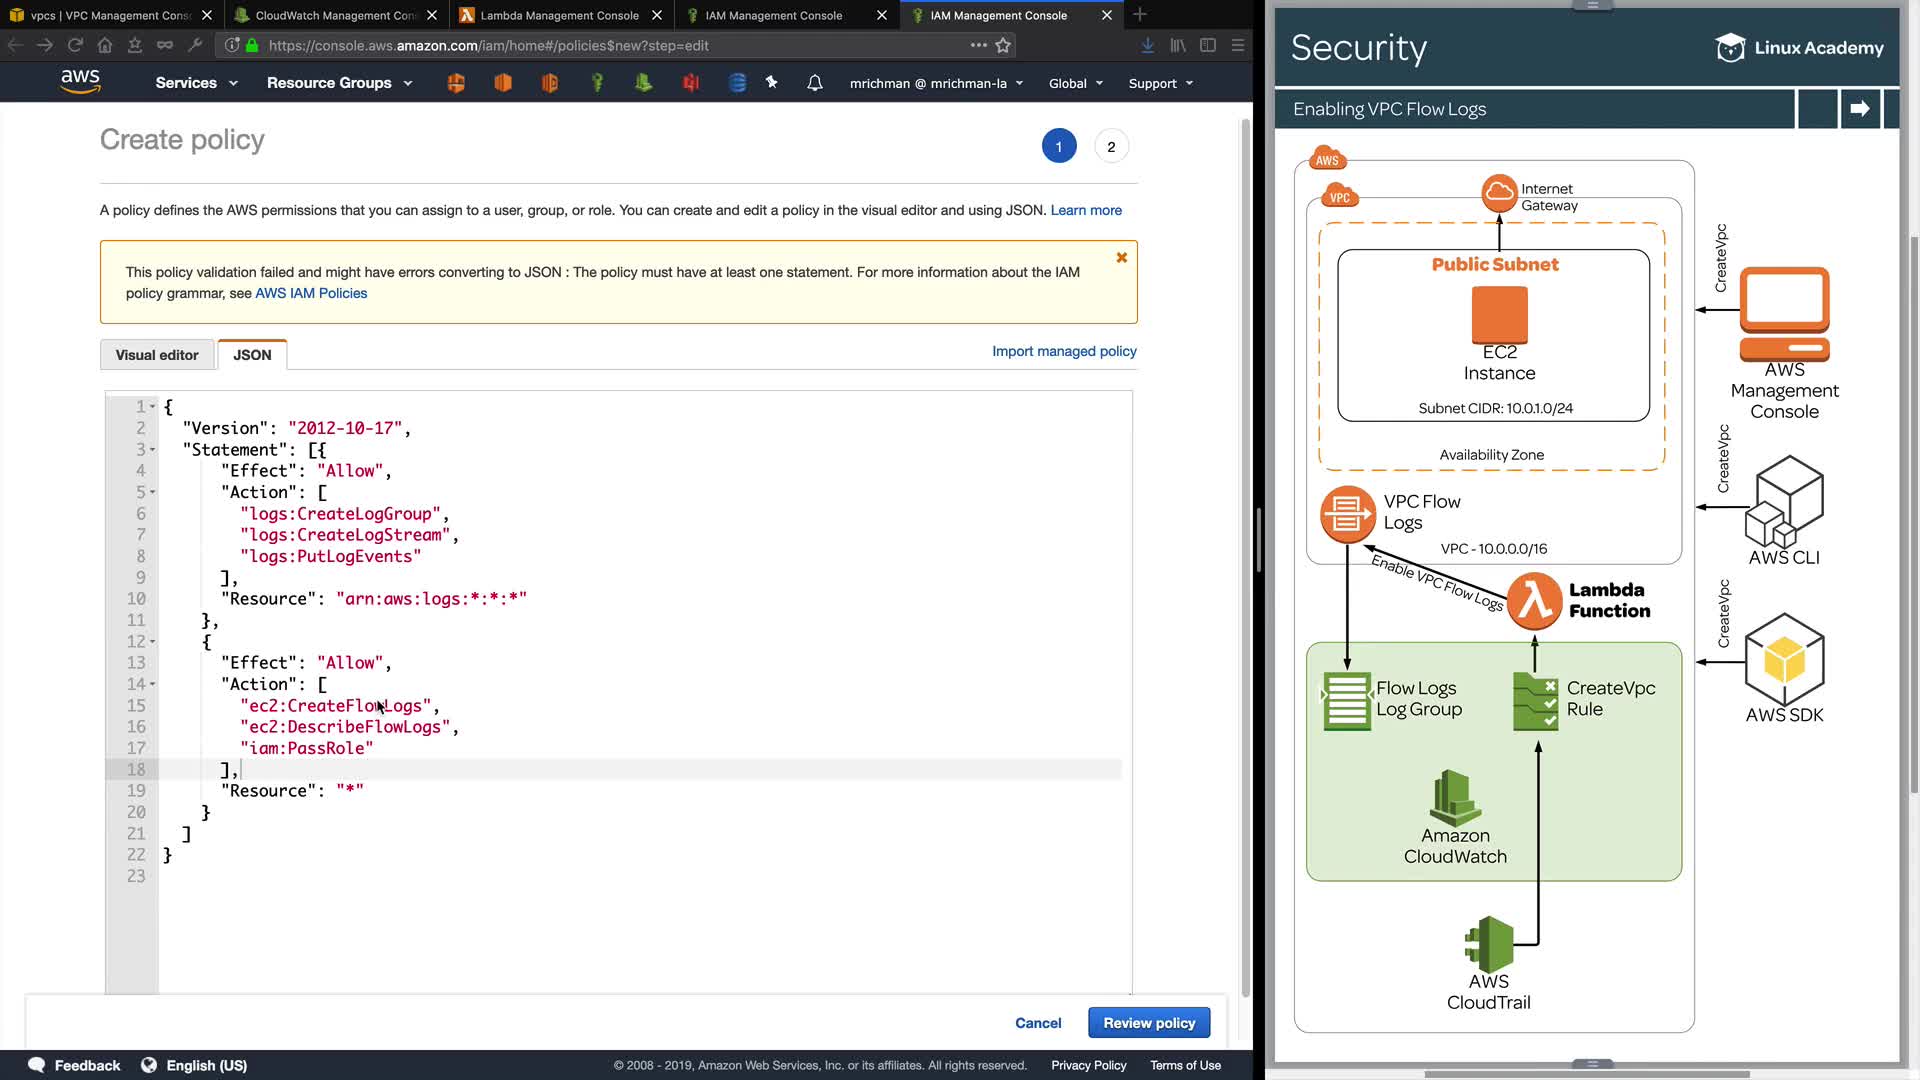 vpcs | VPC Management Cons
CloudWatch Management Con
Lambda Management Console
IAM Management Console
IAM Management Console
https://console.aws.amazon.com/iam/home#/policies$new?step=edit
aws
Services
Resource Groups
mrichman @ mrichman-la
Global
Support
Create policy
1
2
A policy defines the AWS permissions that you can assign to a user, group, or role. You can create and edit a policy in the visual editor and using JSON. Learn more
This policy validation failed and might have errors converting to JSON : The policy must have at least one statement. For more information about the IAM
policy grammar, see AWS IAM Policies
Visual editor
JSON
Import managed policy
1 {
2 "Version": "2012-10-17",
3 "Statement": [{
4 "Effect": "Allow",
5 "Action": [
6 "logs:CreateLogGroup",
7 "logs:CreateLogStream",
8 "logs:PutLogEvents"
9 ],
10 "Resource": "arn:aws:logs:*:*:*"
11 },
12 {
13 "Effect": "Allow",
14 "Action": [
15 "ec2:CreateFlowLogs",
16 "ec2:DescribeFlowLogs",
17 "iam:PassRole"
18 ],
19 "Resource": "*"
20 }
21 ]
22 }
23
Cancel
Review policy
Feedback
English (US)
© 2008 - 2019, Amazon Web Services, Inc. or its affiliates. All rights reserved.
Privacy Policy
Terms of Use
Security
Linux Academy
Enabling VPC Flow Logs
AWS
VPC
Internet
Gateway
Public Subnet
EC2
Instance
Subnet CIDR: 10.0.1.0/24
Availability Zone
VPC Flow
Logs
VPC - 10.0.0.0/16
Enable VPC Flow Logs
Lambda
Function
Flow Logs
Log Group
CreateVpc
Rule
Amazon
CloudWatch
AWS
CloudTrail
CreateVpc
AWS
Management
Console
CreateVpc
AWS CLI
CreateVpc
AWS SDK